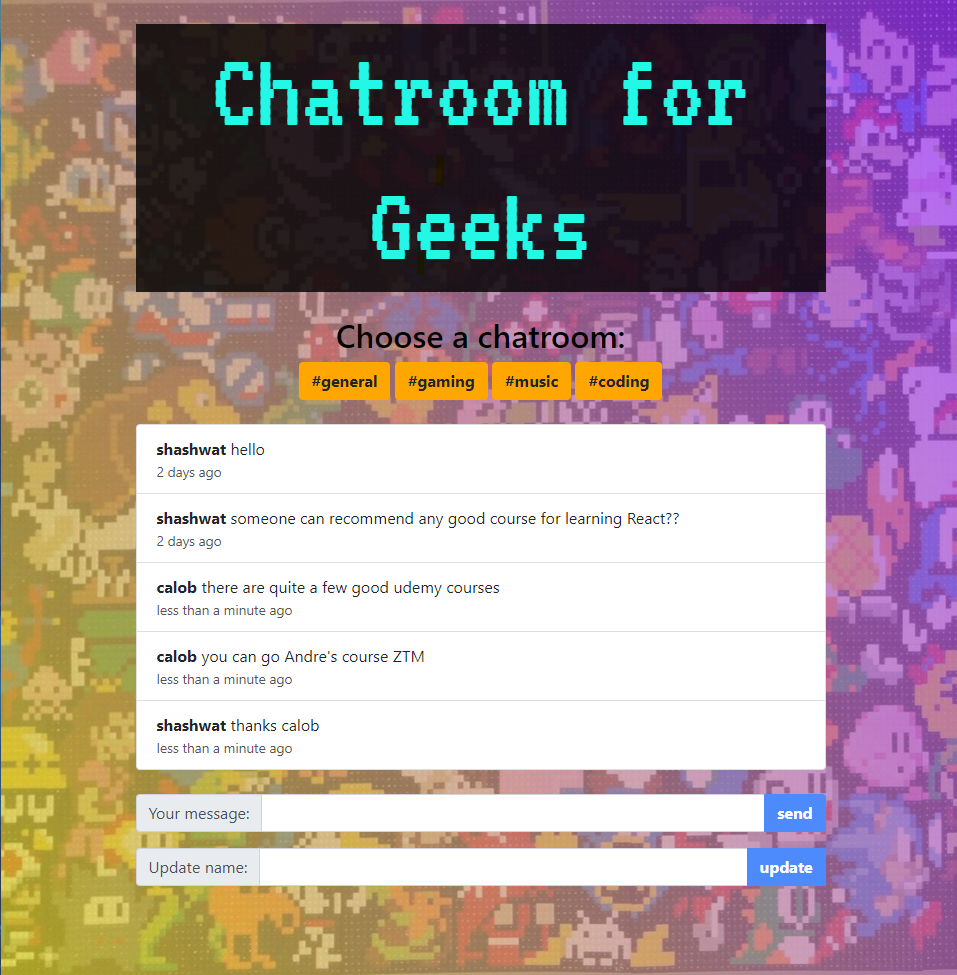 Chatroom for
Geeks
Choose a chatroom:
#general #gaming #music #coding
shashwat hello
2 days ago
shashwat someone can recommend any good course for learning React??
2 days ago
calob there are quite a few good udemy courses
less than a minute ago
calob you can go Andre's course ZTM
less than a minute ago
shashwat thanks calob
less than a minute ago
Your message: send
Update name: update